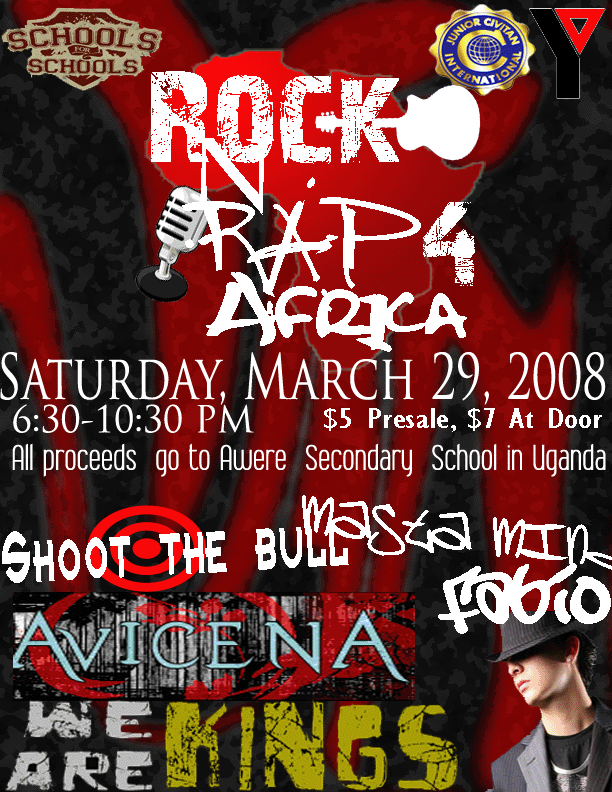 SCHOOLS
FOR
SCHOOLS
JUNIOR CIVITAN
INTERNATIONAL
Y
ROCK
N
RAP 4
AFRICA
SATURDAY, MARCH 29, 2008
6:30-10:30 PM $5 Presale, $7 At Door
All proceeds go to Awere Secondary School in Uganda
SHOOT THE BULL
Masta Mink
Fabio
AVICENA
WE
ARE
KINGS